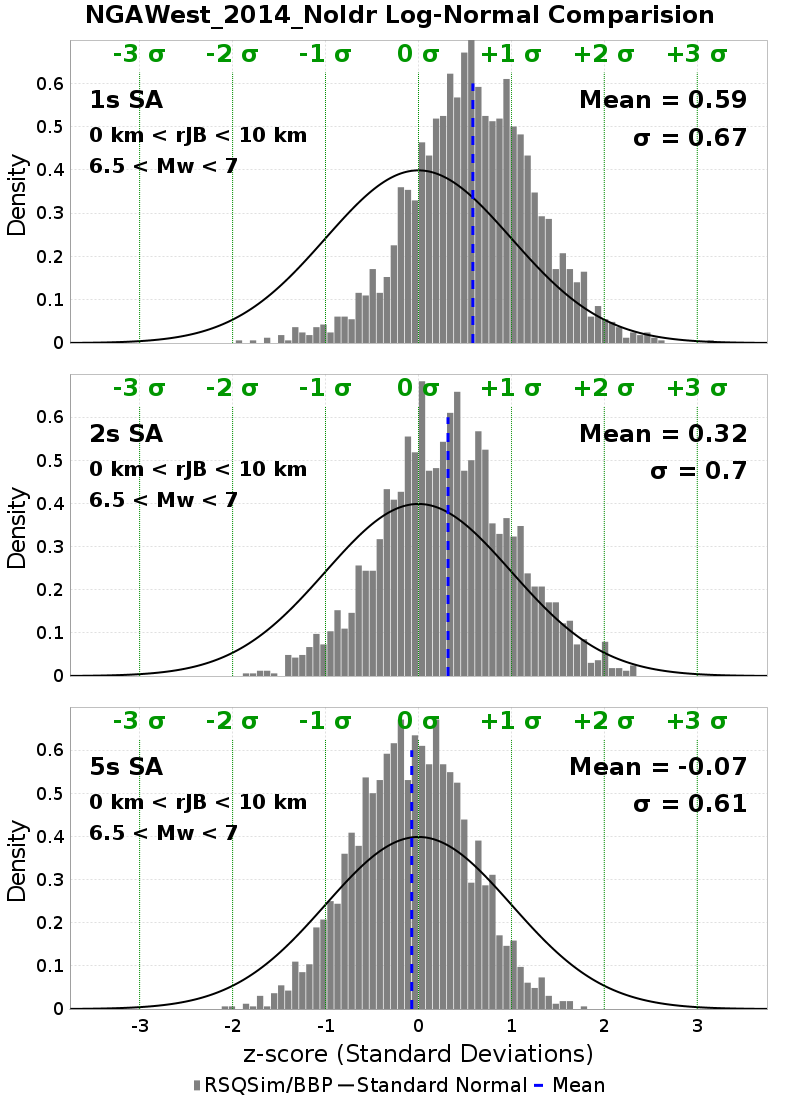 NGAWest_2014_NoIdr Log-Normal Comparision
-3 σ -2 σ -1 σ 0 σ +1 σ +2 σ +3 σ
1s SA
Mean = 0.59
0 km < rJB < 10 km
σ = 0.67
6.5 < Mw < 7
Density
0.6
0.5
0.4
0.3
0.2
0.1
0
-3 σ -2 σ -1 σ 0 σ +1 σ +2 σ +3 σ
2s SA
Mean = 0.32
0 km < rJB < 10 km
σ = 0.7
6.5 < Mw < 7
Density
0.6
0.5
0.4
0.3
0.2
0.1
0
-3 σ -2 σ -1 σ 0 σ +1 σ +2 σ +3 σ
5s SA
Mean = -0.07
0 km < rJB < 10 km
σ = 0.61
6.5 < Mw < 7
Density
0.6
0.5
0.4
0.3
0.2
0.1
0
-3 -2 -1 0 1 2 3
z-score (Standard Deviations)
RSQSim/BBP Standard Normal Mean